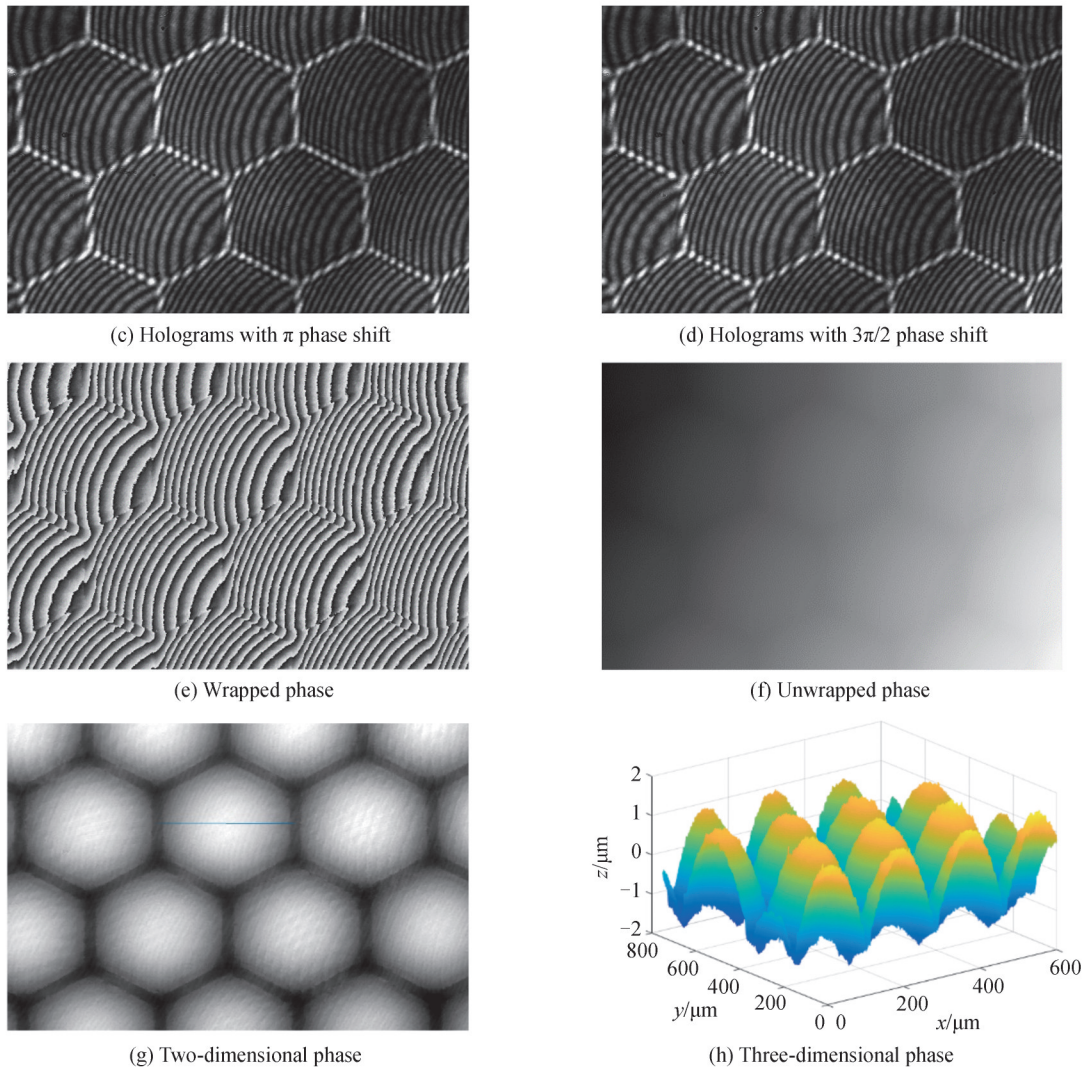 (c) Holograms with π phase shift
(d) Holograms with 3π/2 phase shift
(e) Wrapped phase
(f) Unwrapped phase
2
1
0
−1
−2
z/μm
800
600
400
200
0
y/μm
0
200
400
600
x/μm
(g) Two-dimensional phase
(h) Three-dimensional phase